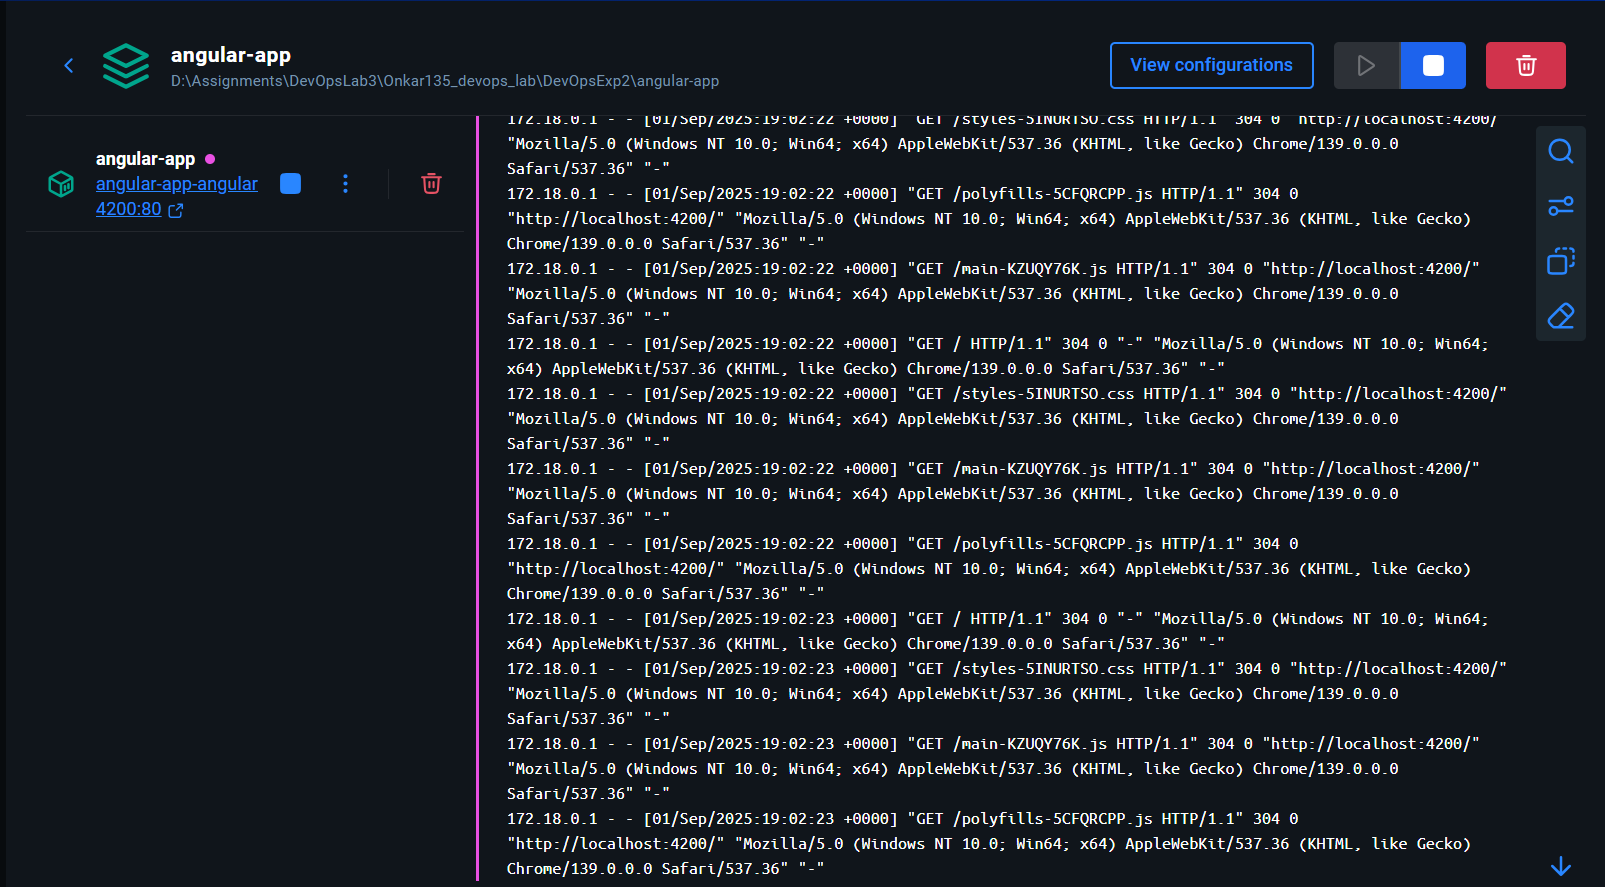 angular-app
D:\Assignments\DevOpsLab3\Onkar135_devops_lab\DevOpsExp2\angular-app
View configurations
angular-app
angular-app-angular
4200:80
172.18.0.1 - - [01/Sep/2025:19:02:22 +0000] "GET /styles-5INURTSO.css HTTP/1.1" 304 0 "http://localhost:4200/"
"Mozilla/5.0 (Windows NT 10.0; Win64; x64) AppleWebKit/537.36 (KHTML, like Gecko) Chrome/139.0.0.0
Safari/537.36" "-"
172.18.0.1 - - [01/Sep/2025:19:02:22 +0000] "GET /polyfills-5CFQRCPP.js HTTP/1.1" 304 0
"http://localhost:4200/" "Mozilla/5.0 (Windows NT 10.0; Win64; x64) AppleWebKit/537.36 (KHTML, like Gecko)
Chrome/139.0.0.0 Safari/537.36" "-"
172.18.0.1 - - [01/Sep/2025:19:02:22 +0000] "GET /main-KZUQY76K.js HTTP/1.1" 304 0 "http://localhost:4200/"
"Mozilla/5.0 (Windows NT 10.0; Win64; x64) AppleWebKit/537.36 (KHTML, like Gecko) Chrome/139.0.0.0
Safari/537.36" "-"
172.18.0.1 - - [01/Sep/2025:19:02:22 +0000] "GET / HTTP/1.1" 304 0 "-" "Mozilla/5.0 (Windows NT 10.0; Win64;
x64) AppleWebKit/537.36 (KHTML, like Gecko) Chrome/139.0.0.0 Safari/537.36" "-"
172.18.0.1 - - [01/Sep/2025:19:02:22 +0000] "GET /styles-5INURTSO.css HTTP/1.1" 304 0 "http://localhost:4200/"
"Mozilla/5.0 (Windows NT 10.0; Win64; x64) AppleWebKit/537.36 (KHTML, like Gecko) Chrome/139.0.0.0
Safari/537.36" "-"
172.18.0.1 - - [01/Sep/2025:19:02:22 +0000] "GET /main-KZUQY76K.js HTTP/1.1" 304 0 "http://localhost:4200/"
"Mozilla/5.0 (Windows NT 10.0; Win64; x64) AppleWebKit/537.36 (KHTML, like Gecko) Chrome/139.0.0.0
Safari/537.36" "-"
172.18.0.1 - - [01/Sep/2025:19:02:22 +0000] "GET /polyfills-5CFQRCPP.js HTTP/1.1" 304 0
"http://localhost:4200/" "Mozilla/5.0 (Windows NT 10.0; Win64; x64) AppleWebKit/537.36 (KHTML, like Gecko)
Chrome/139.0.0.0 Safari/537.36" "-"
172.18.0.1 - - [01/Sep/2025:19:02:23 +0000] "GET / HTTP/1.1" 304 0 "-" "Mozilla/5.0 (Windows NT 10.0; Win64;
x64) AppleWebKit/537.36 (KHTML, like Gecko) Chrome/139.0.0.0 Safari/537.36" "-"
172.18.0.1 - - [01/Sep/2025:19:02:23 +0000] "GET /styles-5INURTSO.css HTTP/1.1" 304 0 "http://localhost:4200/"
"Mozilla/5.0 (Windows NT 10.0; Win64; x64) AppleWebKit/537.36 (KHTML, like Gecko) Chrome/139.0.0.0
Safari/537.36" "-"
172.18.0.1 - - [01/Sep/2025:19:02:23 +0000] "GET /main-KZUQY76K.js HTTP/1.1" 304 0 "http://localhost:4200/"
"Mozilla/5.0 (Windows NT 10.0; Win64; x64) AppleWebKit/537.36 (KHTML, like Gecko) Chrome/139.0.0.0
Safari/537.36" "-"
172.18.0.1 - - [01/Sep/2025:19:02:23 +0000] "GET /polyfills-5CFQRCPP.js HTTP/1.1" 304 0
"http://localhost:4200/" "Mozilla/5.0 (Windows NT 10.0; Win64; x64) AppleWebKit/537.36 (KHTML, like Gecko)
Chrome/139.0.0.0 Safari/537.36" "-"